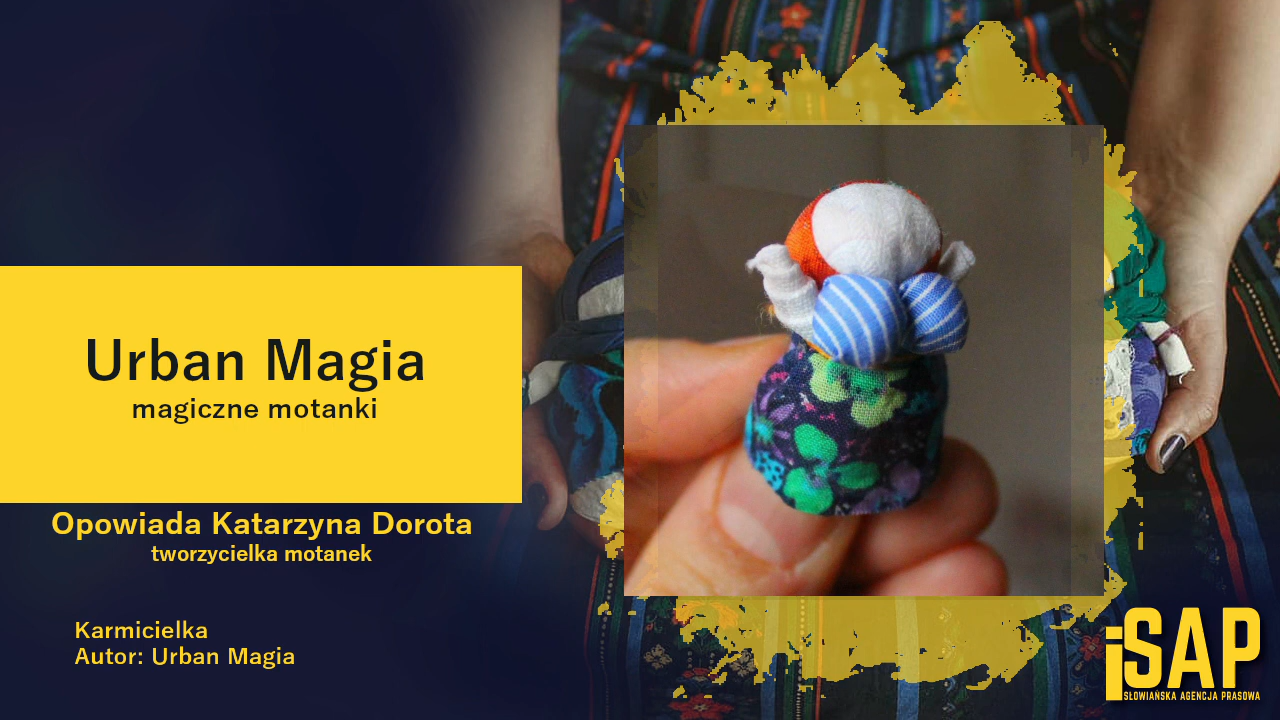 Urban Magia
magiczne motanki
Opowiada Katarzyna Dorota
tworzycielka motanek
Karmicielka
Autor: Urban Magia
iSAP
SŁOWIAŃSKA AGENCJA PRASOWA